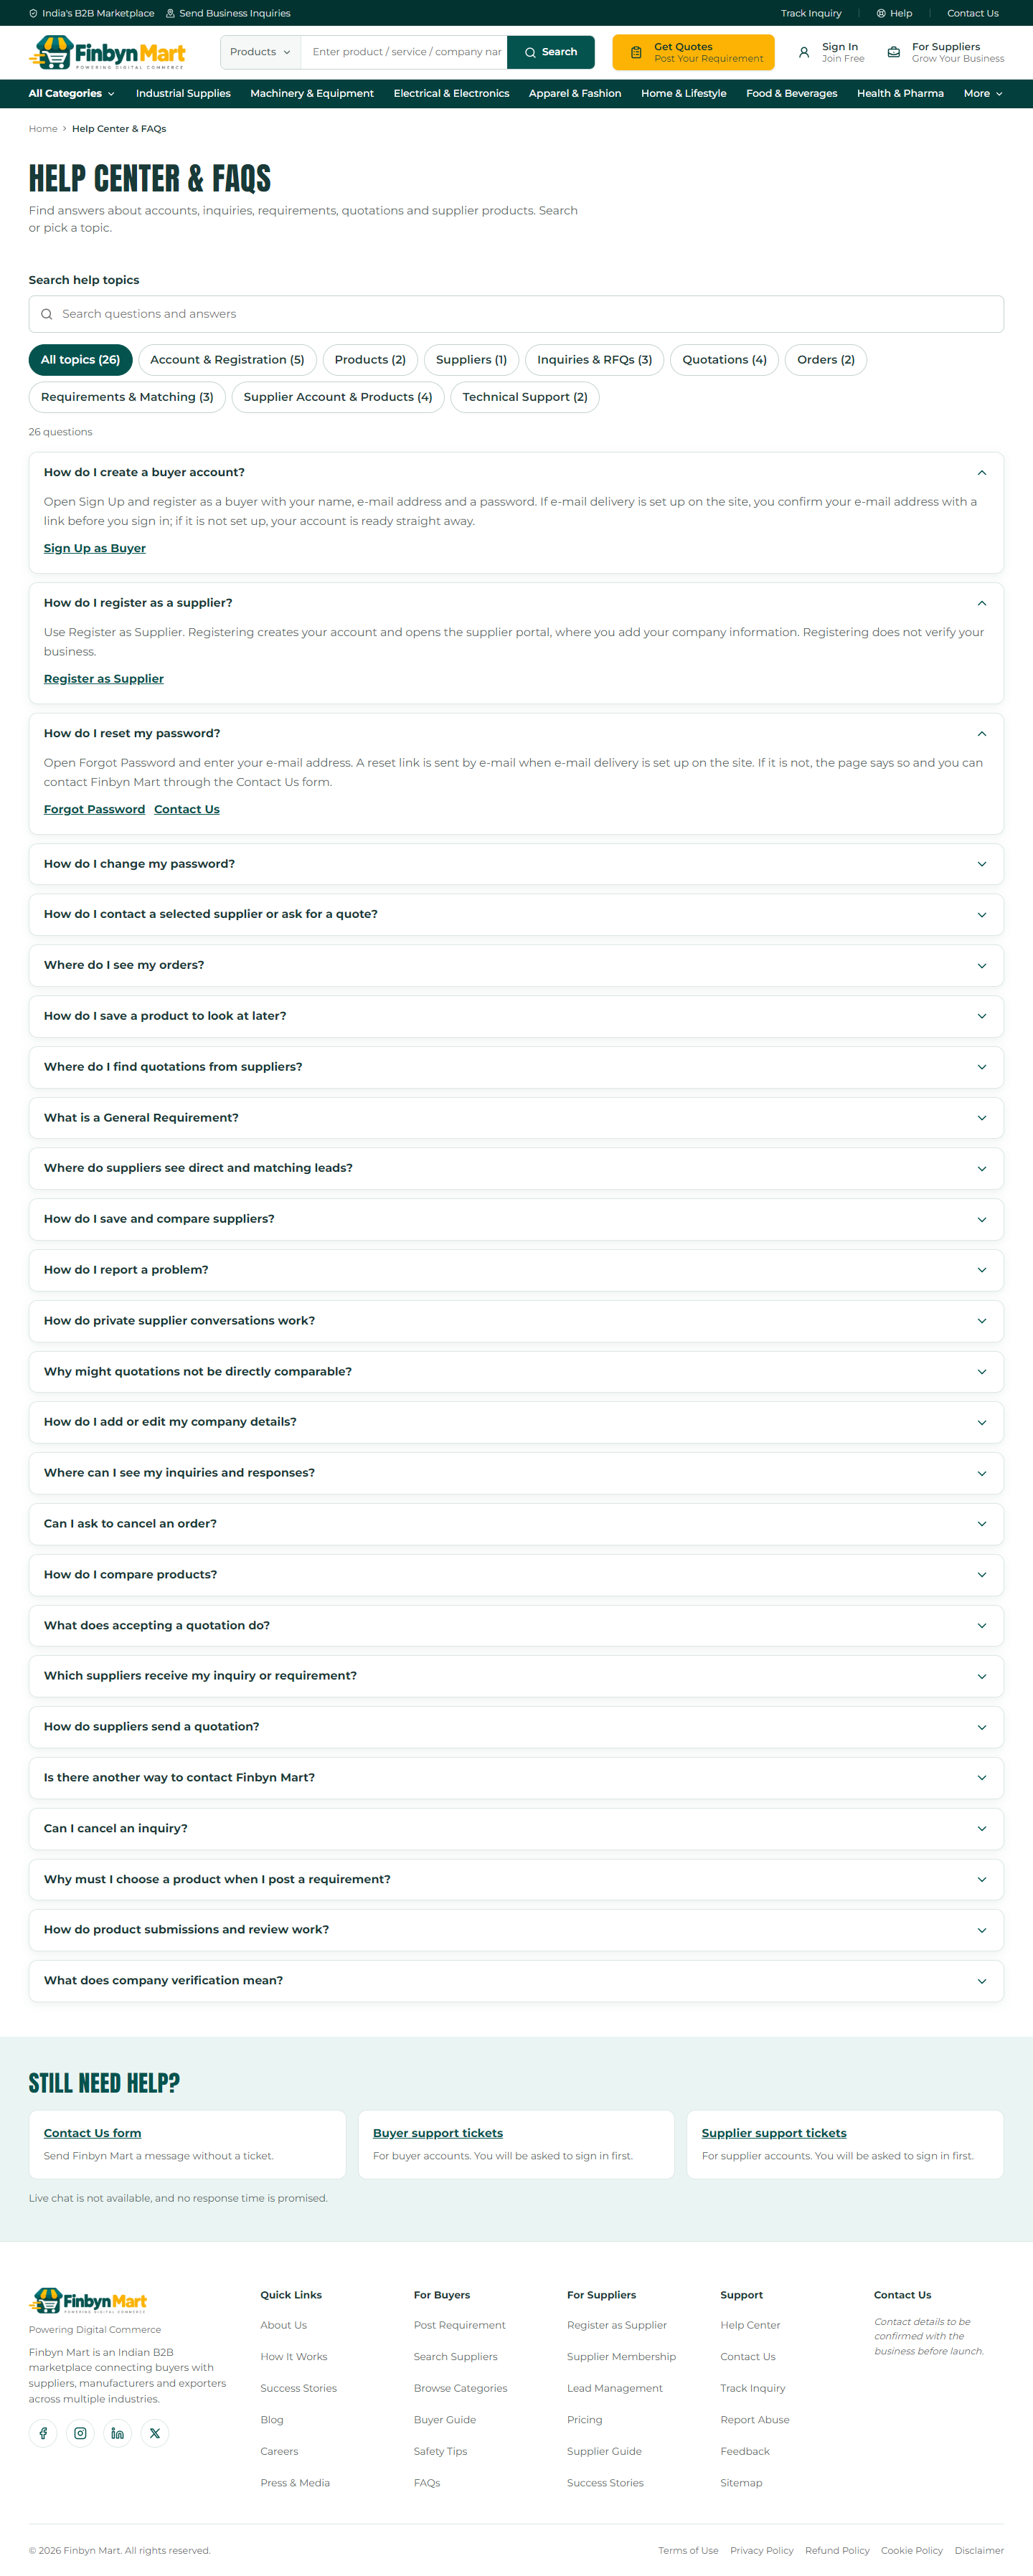 India's B2B Marketplace
Send Business Inquiries
Track Inquiry
Help
Contact Us
FinbynMart
POWERING DIGITAL COMMERCE
Products
Enter product / service / company nar
Search
Get Quotes
Post Your Requirement
Sign In
Join Free
For Suppliers
Grow Your Business
All Categories
Industrial Supplies
Machinery & Equipment
Electrical & Electronics
Apparel & Fashion
Home & Lifestyle
Food & Beverages
Health & Pharma
More
Home > Help Center & FAQs
HELP CENTER & FAQS
Find answers about accounts, inquiries, requirements, quotations and supplier products. Search
or pick a topic.
Search help topics
Search questions and answers
All topics (26)
Account & Registration (5)
Products (2)
Suppliers (1)
Inquiries & RFQs (3)
Quotations (4)
Orders (2)
Requirements & Matching (3)
Supplier Account & Products (4)
Technical Support (2)
26 questions
How do I create a buyer account?
Open Sign Up and register as a buyer with your name, e-mail address and a password. If e-mail delivery is set up on the site, you confirm your e-mail address with a
link before you sign in; if it is not set up, your account is ready straight away.
Sign Up as Buyer
How do I register as a supplier?
Use Register as Supplier. Registering creates your account and opens the supplier portal, where you add your company information. Registering does not verify your
business.
Register as Supplier
How do I reset my password?
Open Forgot Password and enter your e-mail address. A reset link is sent by e-mail when e-mail delivery is set up on the site. If it is not, the page says so and you can
contact Finbyn Mart through the Contact Us form.
Forgot Password Contact Us
How do I change my password?
How do I contact a selected supplier or ask for a quote?
Where do I see my orders?
How do I save a product to look at later?
Where do I find quotations from suppliers?
What is a General Requirement?
Where do suppliers see direct and matching leads?
How do I save and compare suppliers?
How do I report a problem?
How do private supplier conversations work?
Why might quotations not be directly comparable?
How do I add or edit my company details?
Where can I see my inquiries and responses?
Can I ask to cancel an order?
How do I compare products?
What does accepting a quotation do?
Which suppliers receive my inquiry or requirement?
How do suppliers send a quotation?
Is there another way to contact Finbyn Mart?
Can I cancel an inquiry?
Why must I choose a product when I post a requirement?
How do product submissions and review work?
What does company verification mean?
STILL NEED HELP?
Contact Us form
Send Finbyn Mart a message without a ticket.
Buyer support tickets
For buyer accounts. You will be asked to sign in first.
Supplier support tickets
For supplier accounts. You will be asked to sign in first.
Live chat is not available, and no response time is promised.
FinbynMart
POWERING DIGITAL COMMERCE
Powering Digital Commerce
Finbyn Mart is an Indian B2B
marketplace connecting buyers with
suppliers, manufacturers and exporters
across multiple industries.
Quick Links
About Us
How It Works
Success Stories
Blog
Careers
Press & Media
For Buyers
Post Requirement
Search Suppliers
Browse Categories
Buyer Guide
Safety Tips
FAQs
For Suppliers
Register as Supplier
Supplier Membership
Lead Management
Pricing
Supplier Guide
Success Stories
Support
Help Center
Contact Us
Track Inquiry
Report Abuse
Feedback
Sitemap
Contact Us
Contact details to be
confirmed with the
business before launch.
© 2026 Finbyn Mart. All rights reserved.
Terms of Use
Privacy Policy
Refund Policy
Cookie Policy
Disclaimer